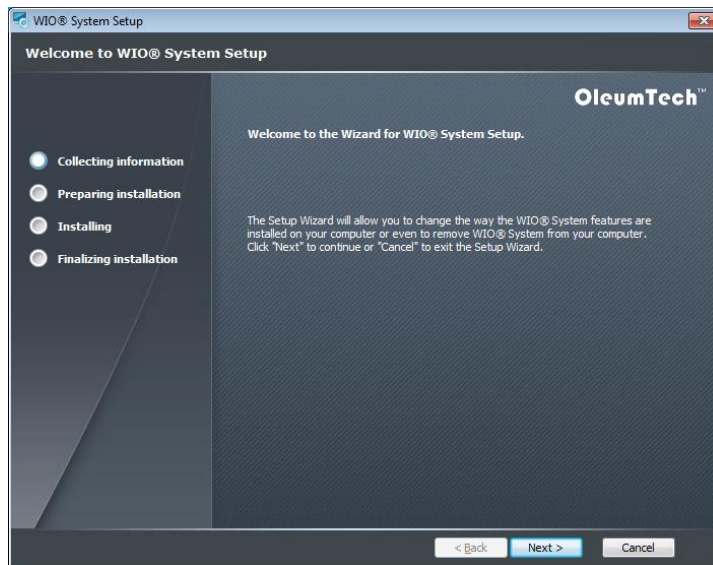 WIO® System Setup
Welcome to WIO® System Setup
OleumTech™
Welcome to the Wizard for WIO® System Setup.
Collecting information
Preparing installation
Installing
Finalizing installation
The Setup Wizard will allow you to change the way the WIO® System features are
installed on your computer or even to remove WIO® System from your computer.
Click "Next" to continue or "Cancel" to exit the Setup Wizard.
< Back
Next >
Cancel